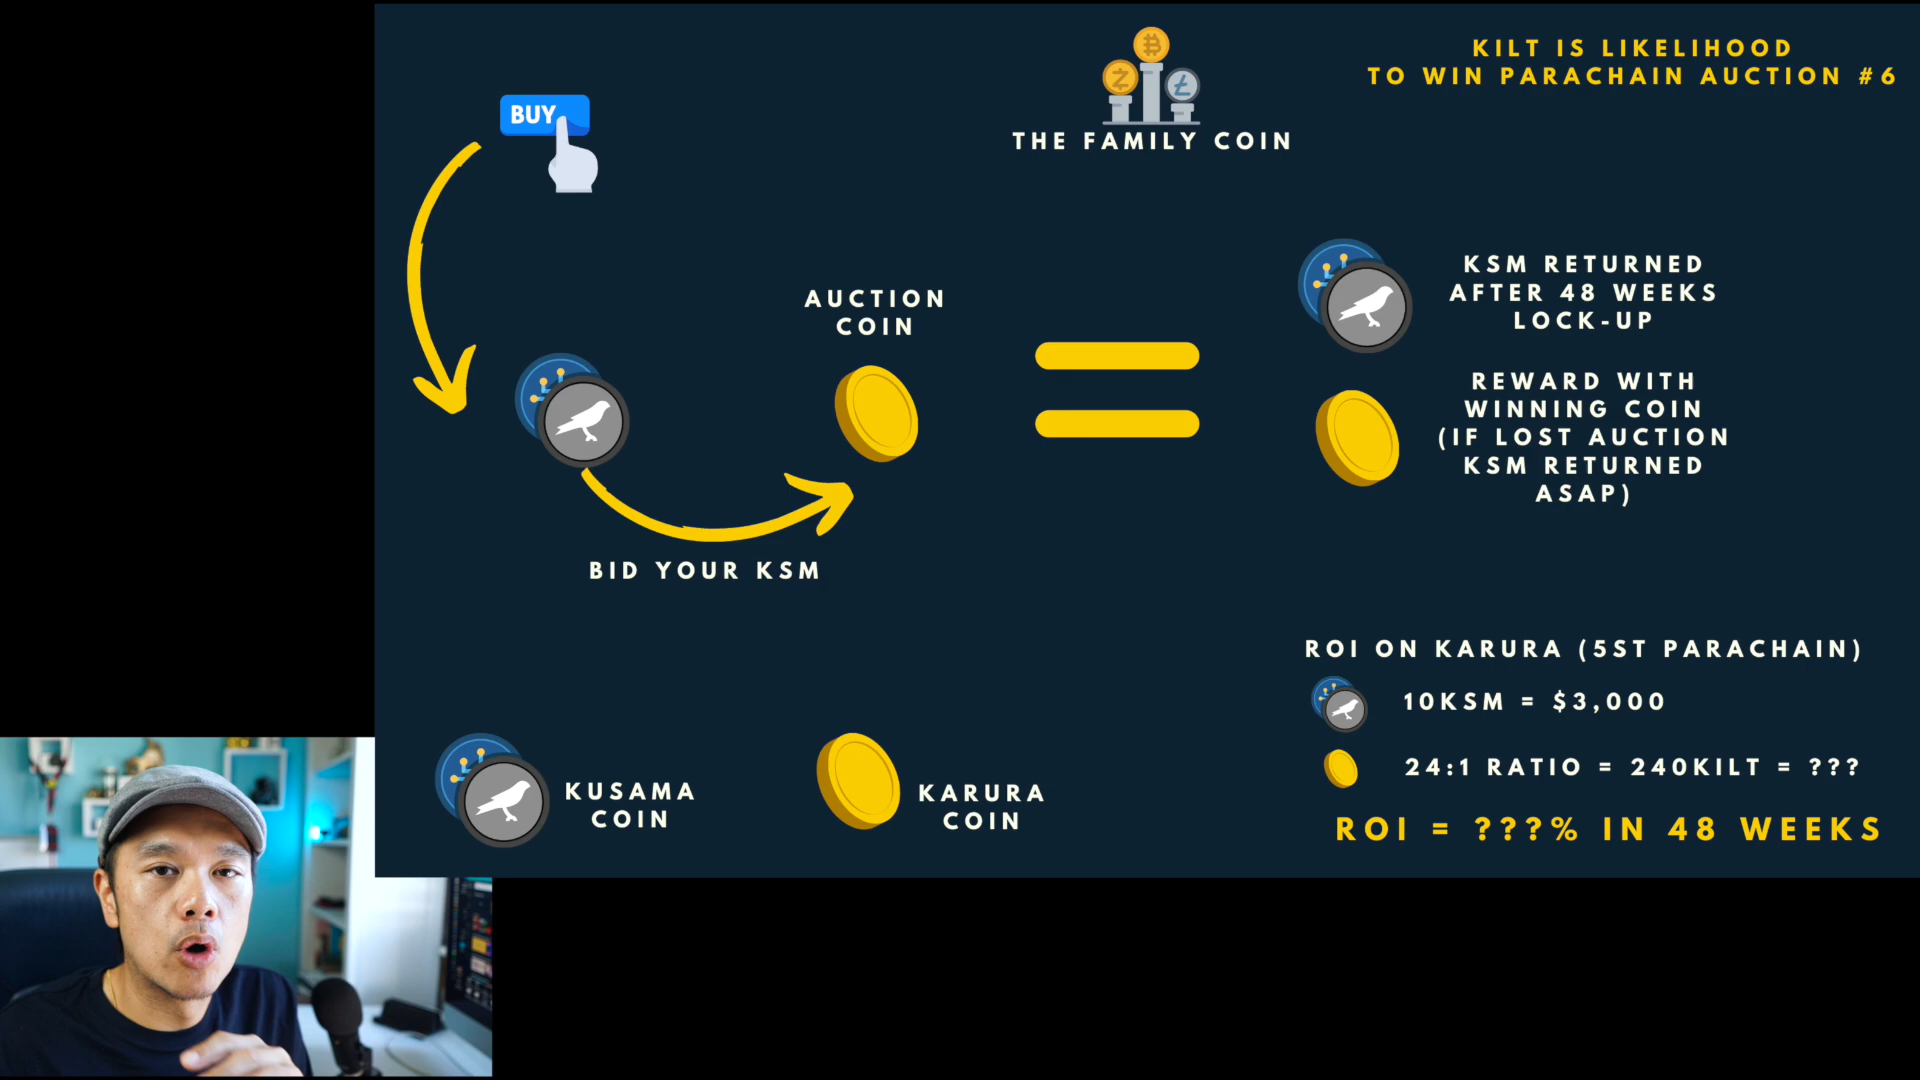 KILT IS LIKELIHOOD
TO WIN PARACHAIN AUCTION #6
BUY
THE FAMILY COIN
AUCTION
COIN
KSM RETURNED
AFTER 48 WEEKS
LOCK-UP
REWARD WITH
WINNING COIN
(IF LOST AUCTION
KSM RETURNED
ASAP)
BID YOUR KSM
ROI ON KARURA (5ST PARACHAIN)
10KSM = $3,000
24:1 RATIO = 240KILT = ???
ROI = ???% IN 48 WEEKS
KUSAMA
COIN
KARURA
COIN